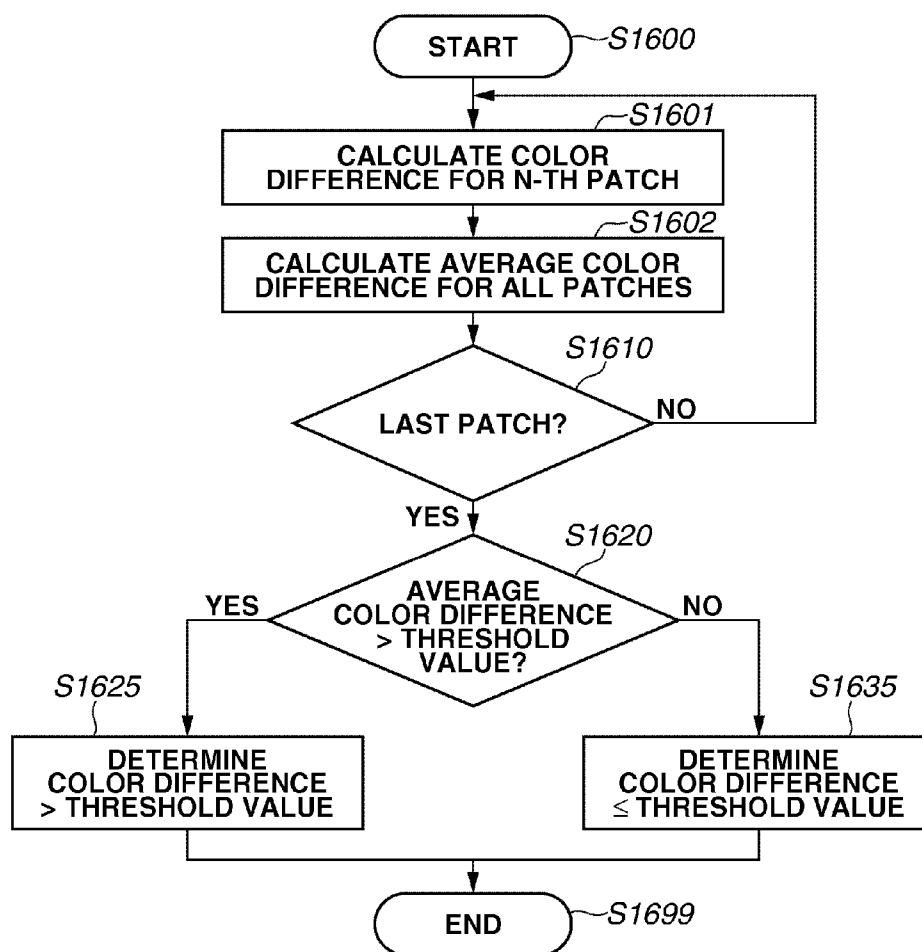 START
S1600
S1601
CALCULATE COLOR
DIFFERENCE FOR N-TH PATCH
S1602
CALCULATE AVERAGE COLOR
DIFFERENCE FOR ALL PATCHES
S1610
LAST PATCH?
NO
YES
S1620
AVERAGE
COLOR DIFFERENCE
> THRESHOLD
VALUE?
YES
NO
S1625
DETERMINE
COLOR DIFFERENCE
> THRESHOLD VALUE
S1635
DETERMINE
COLOR DIFFERENCE
≤ THRESHOLD VALUE
END
S1699